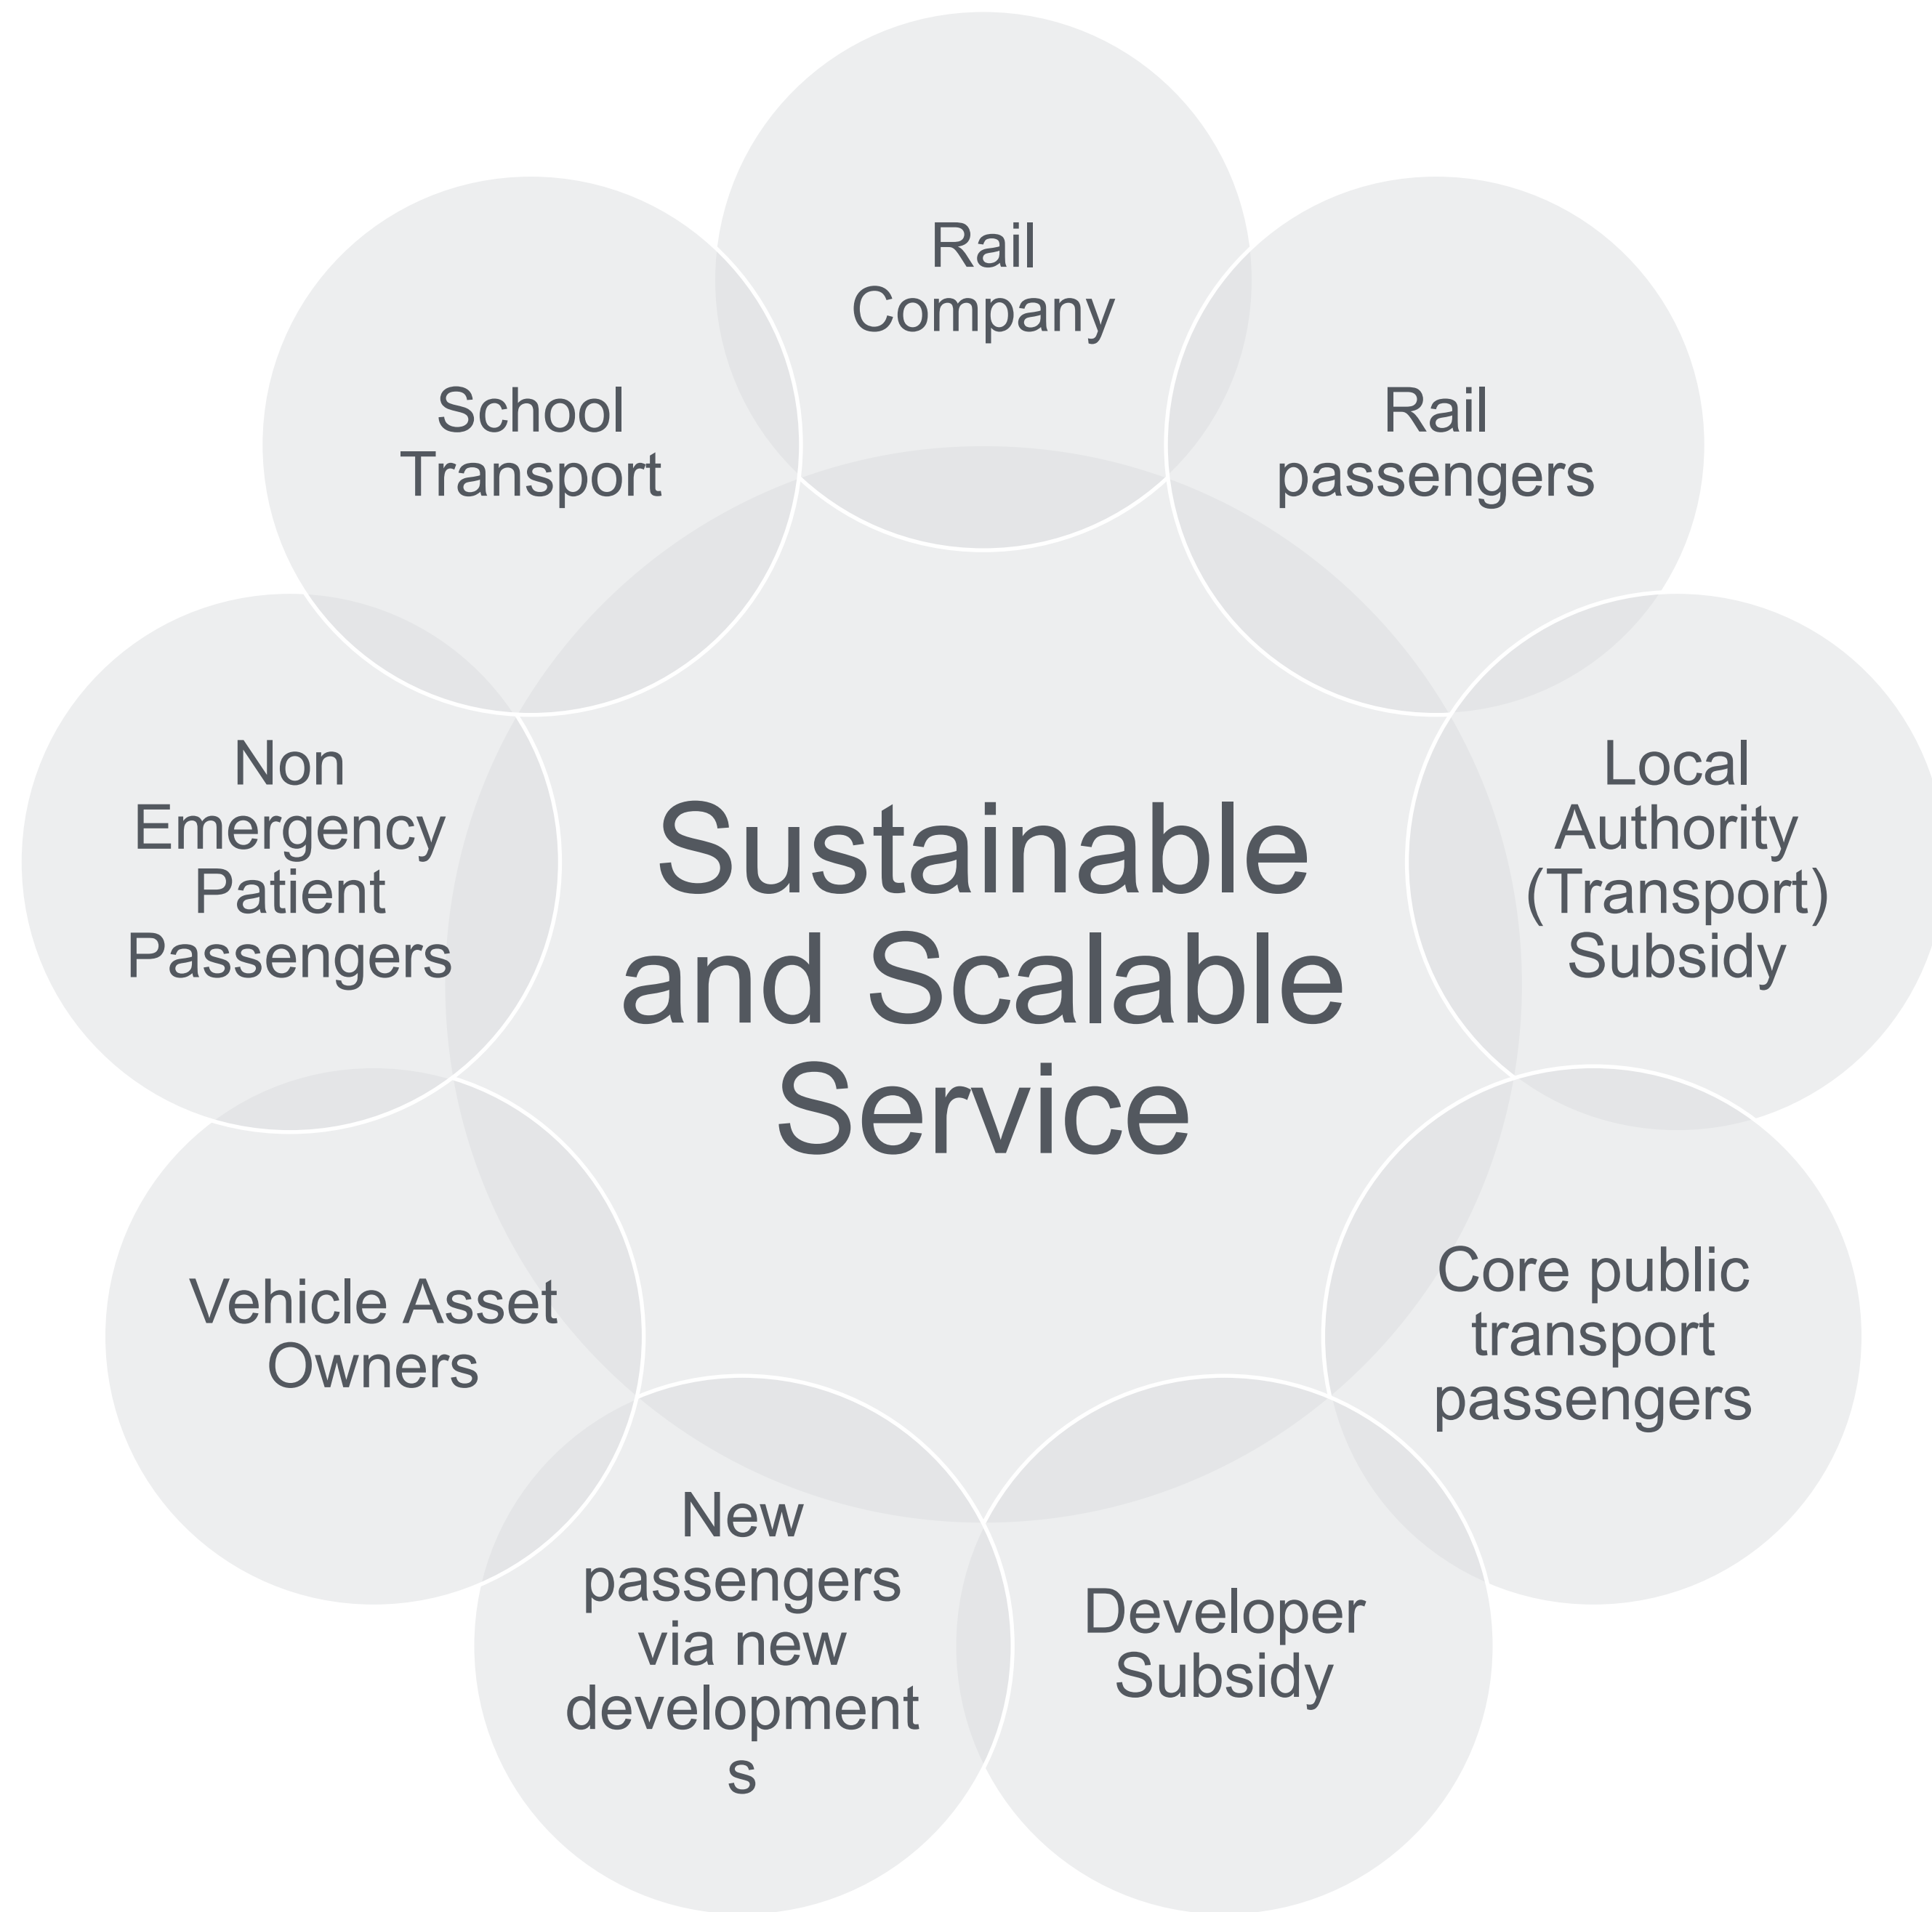 Rail
Company
Rail
passengers
Local
Authority
(Transport)
Subsidy
Core public
transport
passengers
Developer
Subsidy
New
passengers
via new
development
s
Vehicle Asset
Owners
Non
Emergency
Patient
Passengers
School
Transport
Sustainable
and Scalable
Service